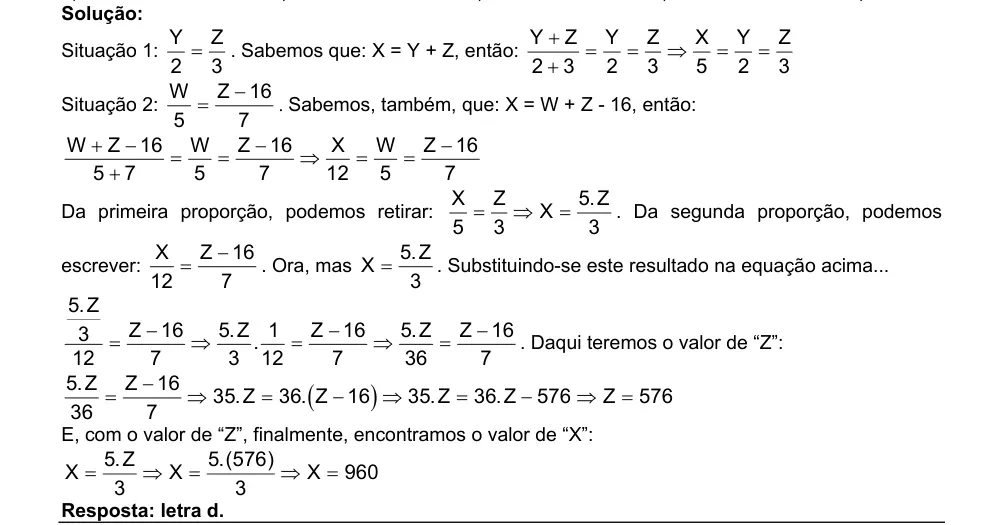 Solução:
Situação 1: Y/2 = Z/3 . Sabemos que: X = Y + Z, então: (Y + Z)/(2 + 3) = Y/2 = Z/3 ⇒ X/5 = Y/2 = Z/3
Situação 2: W/5 = (Z − 16)/7 . Sabemos, também, que: X = W + Z - 16, então:
(W + Z − 16)/(5 + 7) = W/5 = (Z − 16)/7 ⇒ X/12 = W/5 = (Z − 16)/7
Da primeira proporção, podemos retirar: X/5 = Z/3 ⇒ X = 5.Z/3 . Da segunda proporção, podemos
escrever: X/12 = (Z − 16)/7 . Ora, mas X = 5.Z/3 . Substituindo-se este resultado na equação acima...
(5.Z/3)/12 = (Z − 16)/7 ⇒ 5.Z/3 . 1/12 = (Z − 16)/7 ⇒ 5.Z/36 = (Z − 16)/7 . Daqui teremos o valor de “Z”:
5.Z/36 = (Z − 16)/7 ⇒ 35.Z = 36.(Z − 16) ⇒ 35.Z = 36.Z − 576 ⇒ Z = 576
E, com o valor de “Z”, finalmente, encontramos o valor de “X”:
X = 5.Z/3 ⇒ X = 5.(576)/3 ⇒ X = 960
Resposta: letra d.